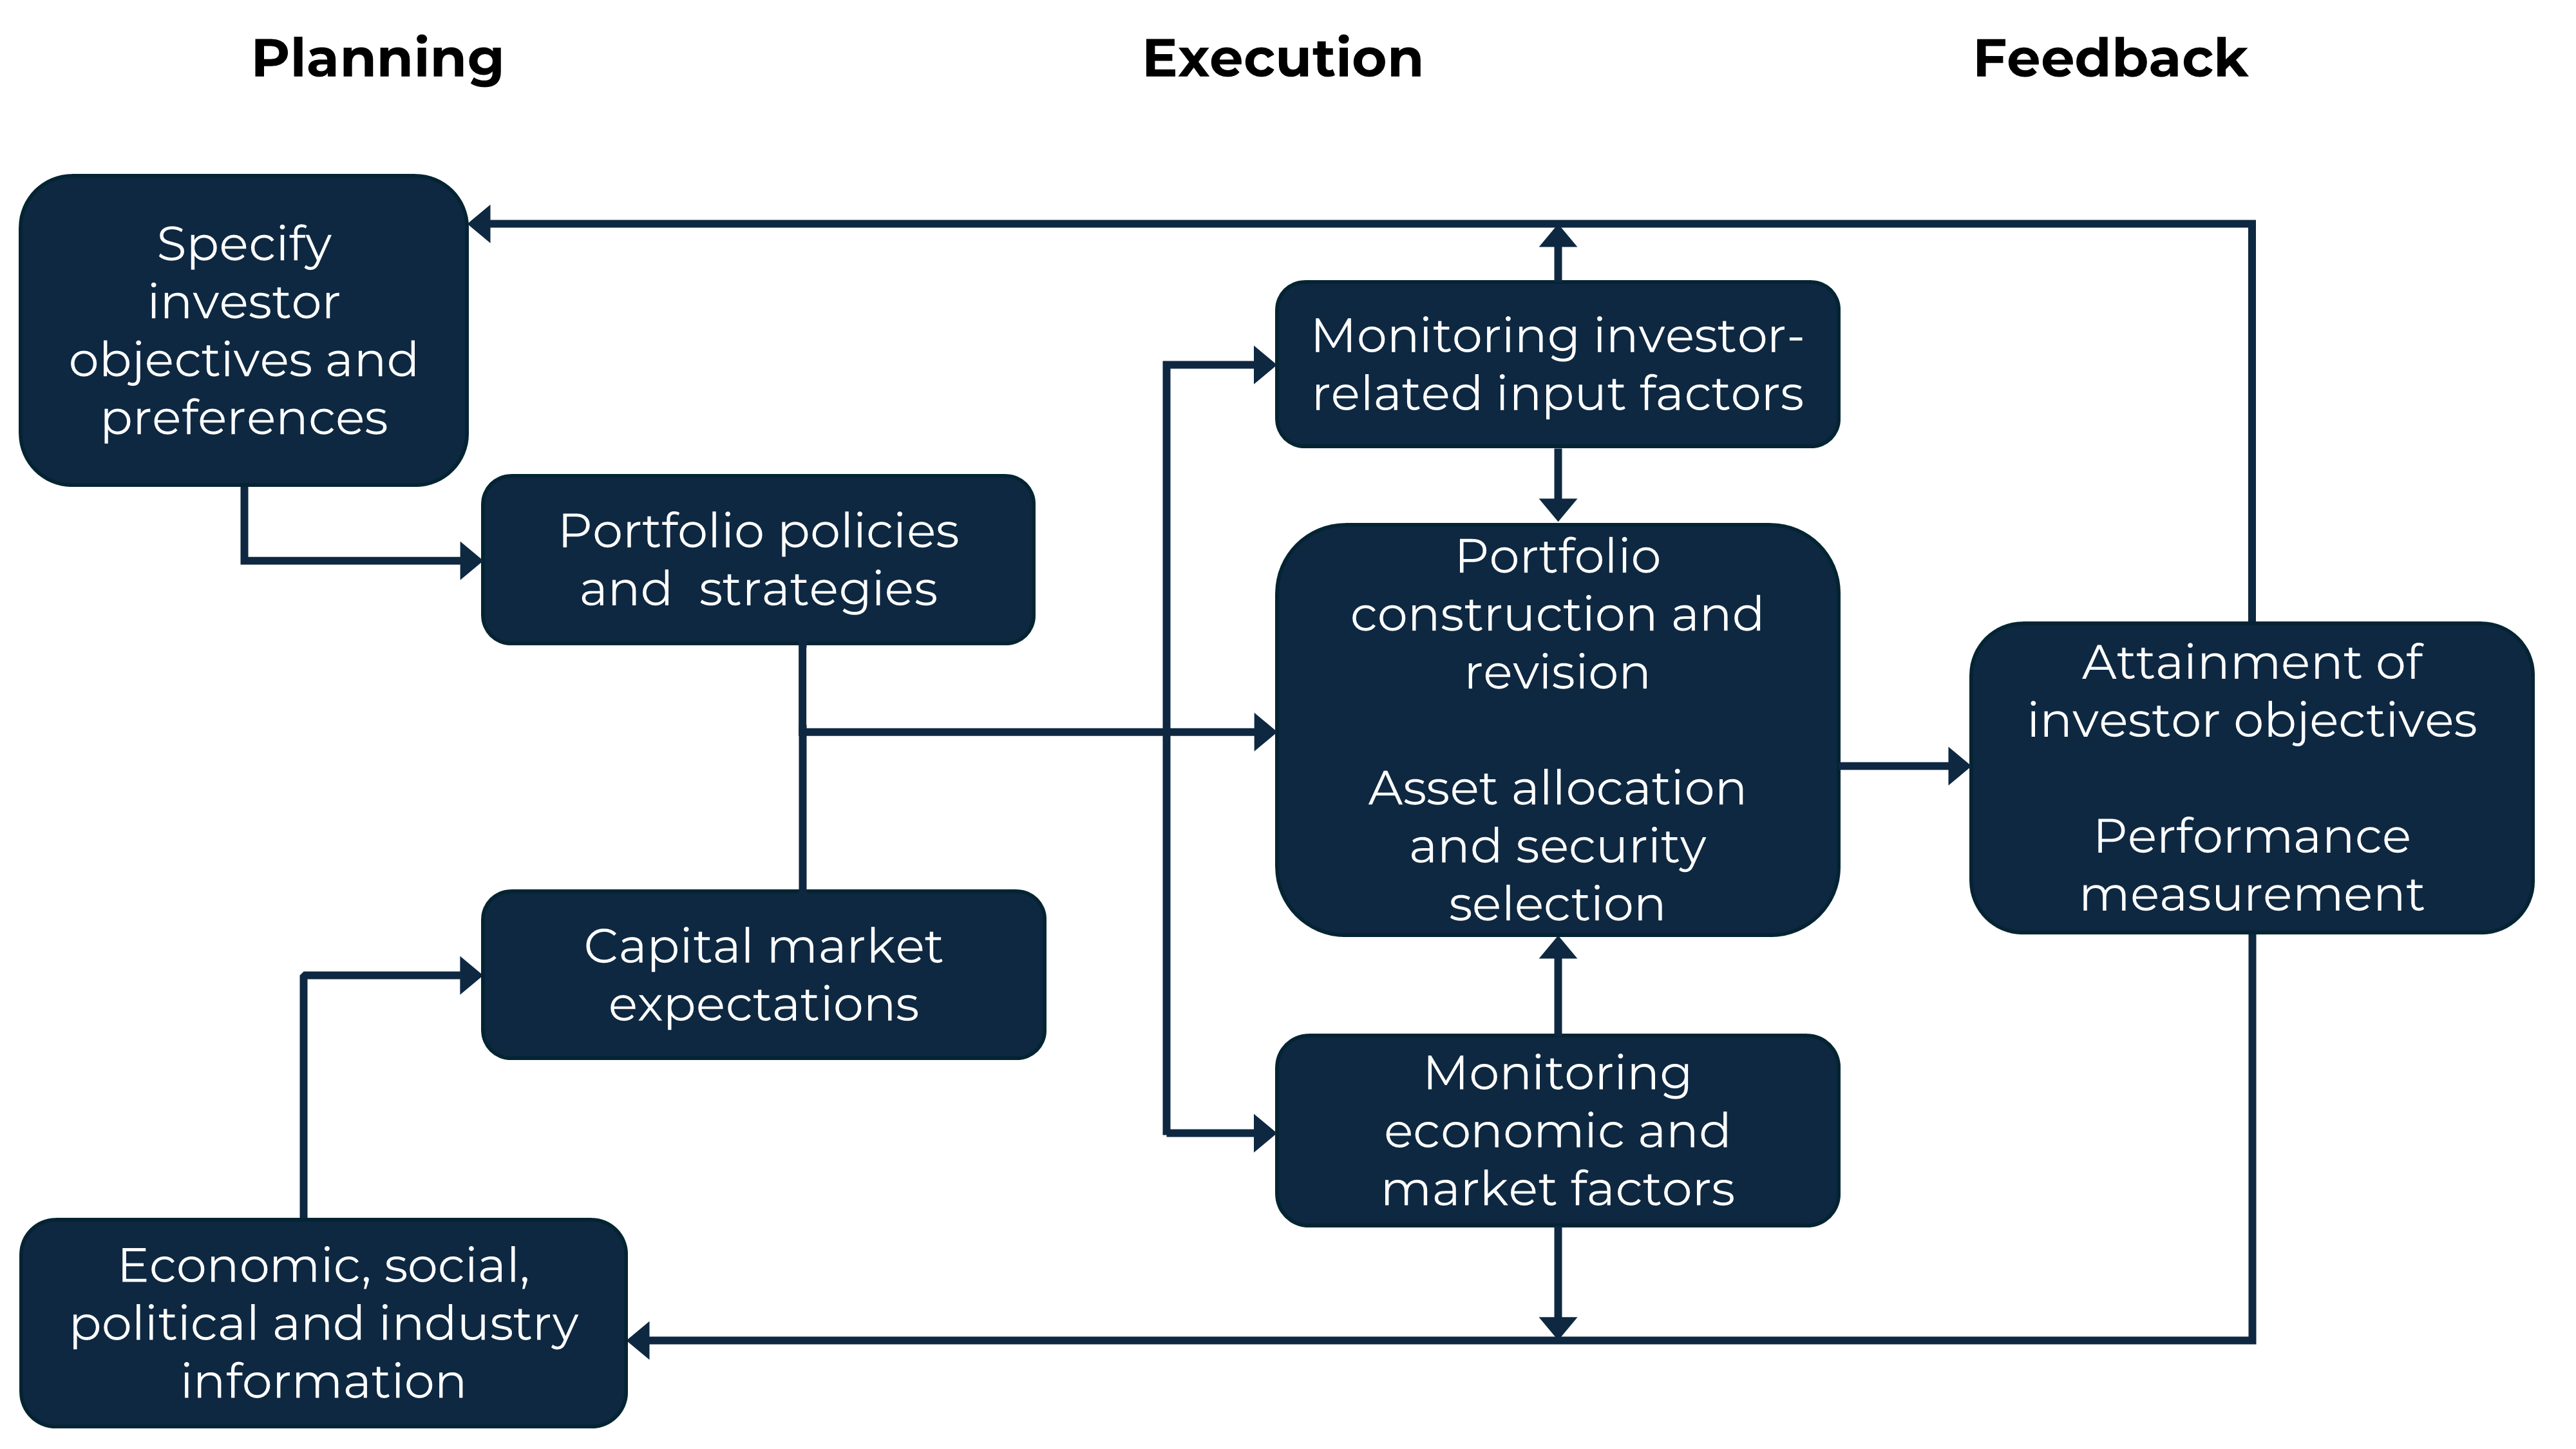 Planning
Execution
Feedback
Specify
investor
objectives and
preferences
Portfolio policies
and  strategies
Capital market
expectations
Economic, social,
political and industry
information
Monitoring investor-
related input factors
Portfolio
construction and
revision
Asset allocation
and security
selection
Monitoring
economic and
market factors
Attainment of
investor objectives
Performance
measurement